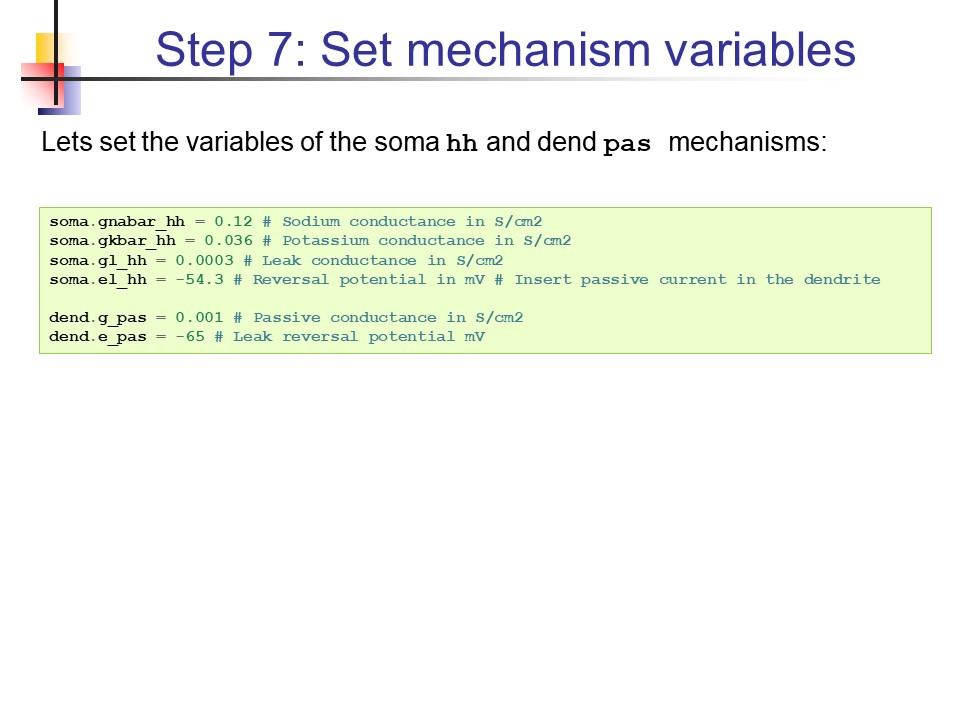 Step 7: Set mechanism variables
Lets set the variables of the soma hh and dend pas mechanisms:
soma.gnabar_hh = 0.12 # Sodium conductance in S/cm2
soma.gkbar_hh = 0.036 # Potassium conductance in S/cm2
soma.gl_hh = 0.0003 # Leak conductance in S/cm2
soma.el_hh = -54.3 # Reversal potential in mV # Insert passive current in the dendrite
dend.g_pas = 0.001 # Passive conductance in S/cm2
dend.e_pas = -65 # Leak reversal potential mV